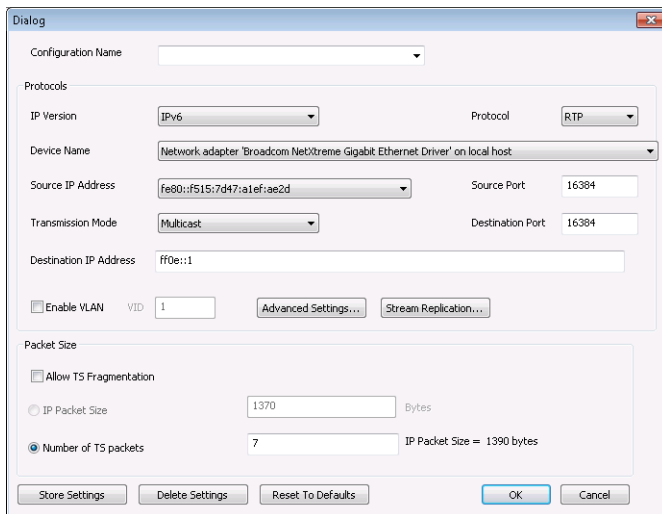 Dialog
Configuration Name
Protocols
IP Version IPv6 Protocol RTP
Device Name Network adapter 'Broadcom NetXtreme Gigabit Ethernet Driver' on local host
Source IP Address fe80::f515:7d47:a1ef:ae2d Source Port 16384
Transmission Mode Multicast Destination Port 16384
Destination IP Address ff0e::1
Enable VLAN VID 1 Advanced Settings... Stream Replication...
Packet Size
Allow TS Fragmentation
IP Packet Size 1370 Bytes
Number of TS packets 7 IP Packet Size = 1390 bytes
Store Settings Delete Settings Reset To Defaults OK Cancel